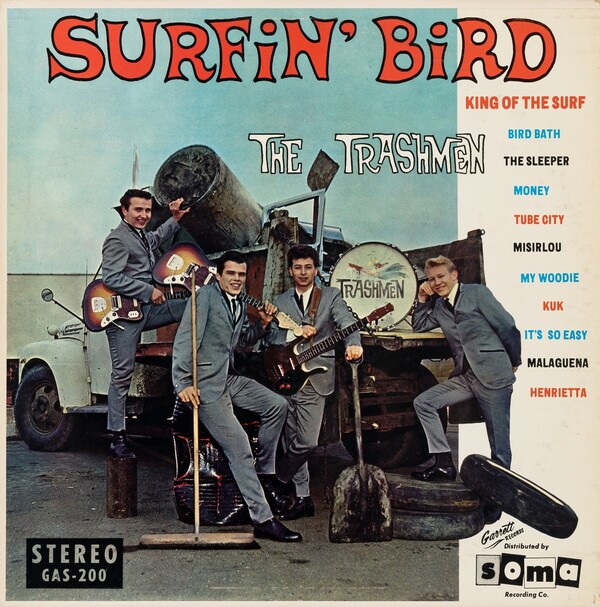 SURFIN' BIRD
THE TRASHMEN
KING OF THE SURF
BIRD BATH
THE SLEEPER
MONEY
TUBE CITY
MISIRLOU
MY WOODIE
KUK
IT'S SO EASY
MALAGUENA
HENRIETTA
TRASHMEN
STEREO
GAS-200
Garrett
RECORDS
Distributed by
soma
Recording Co.